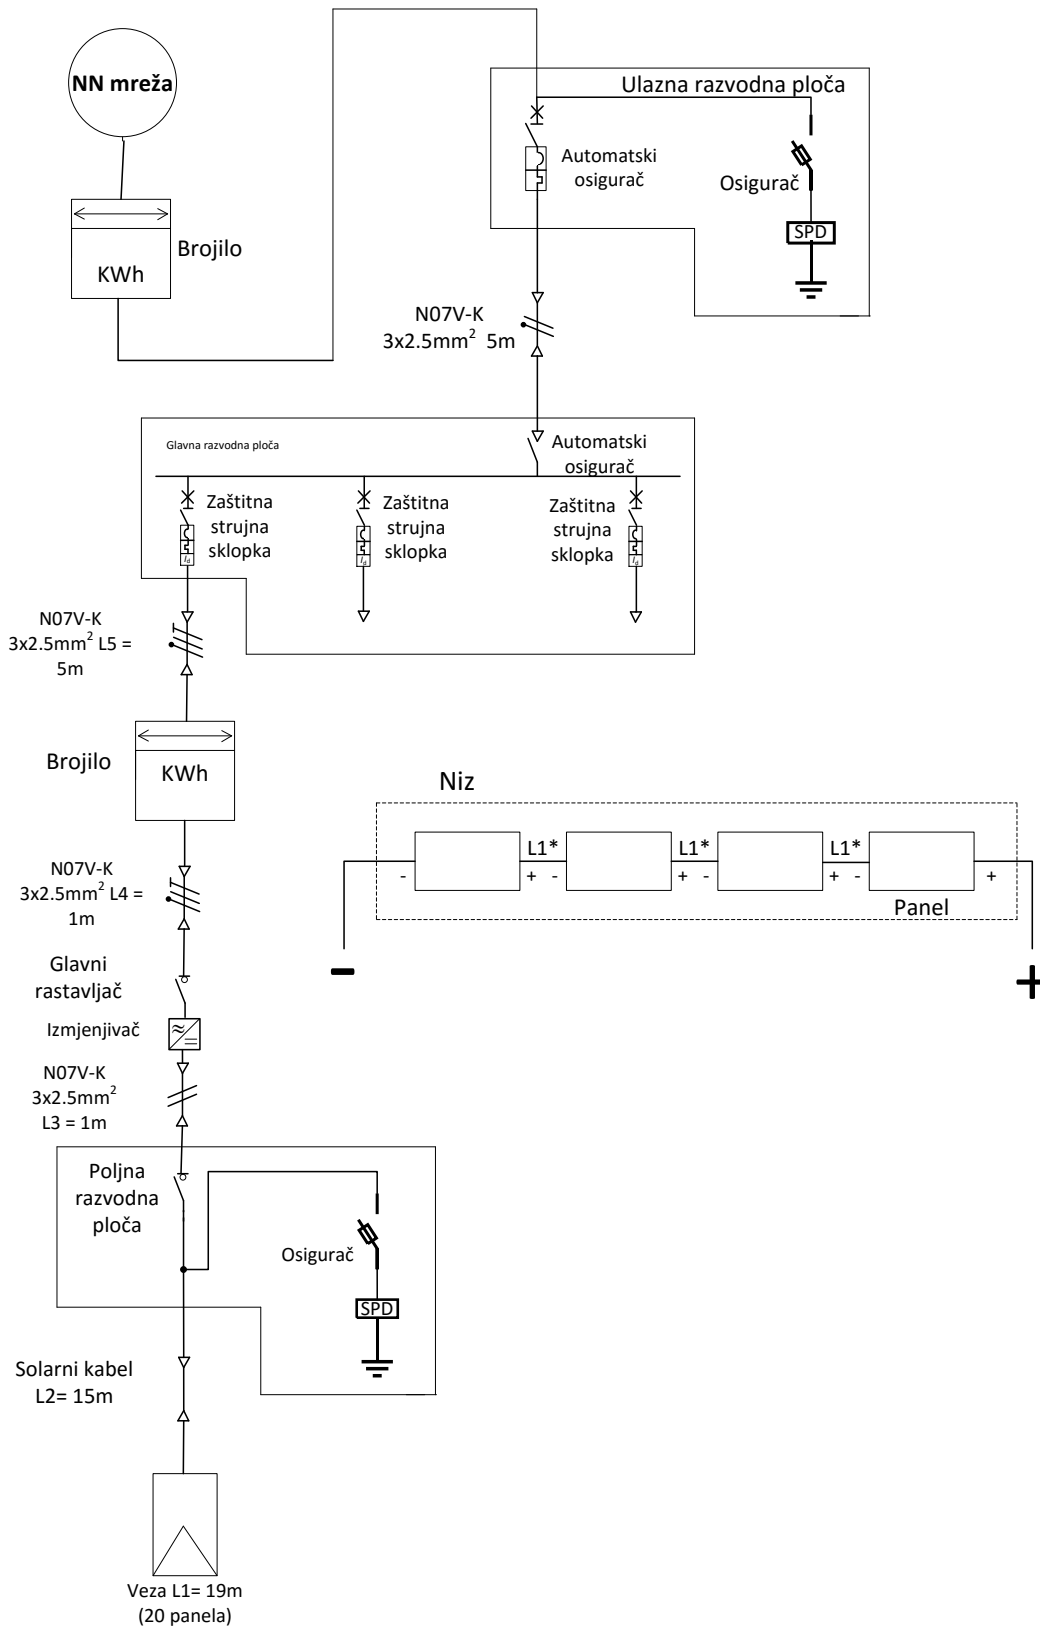 NN mreža
Brojilo
KWh
Ulazna razvodna ploča
Automatski
osigurač
Osigurač
SPD
N07V-K
3x2.5mm² 5m
Glavna razvodna ploča
Automatski
osigurač
Zaštitna
strujna
sklopka
Zaštitna
strujna
sklopka
Zaštitna
strujna
sklopka
I_d
I_d
I_d
N07V-K
3x2.5mm² L5 =
5m
Brojilo
KWh
Niz
L1* L1* L1*
- + - + - + - +
Panel
- +
N07V-K
3x2.5mm² L4 =
1m
Glavni
rastavljač
Izmjenjivač
N07V-K
3x2.5mm²
L3 = 1m
Poljna
razvodna
ploča
Osigurač
SPD
Solarni kabel
L2= 15m
Veza L1= 19m
(20 panela)